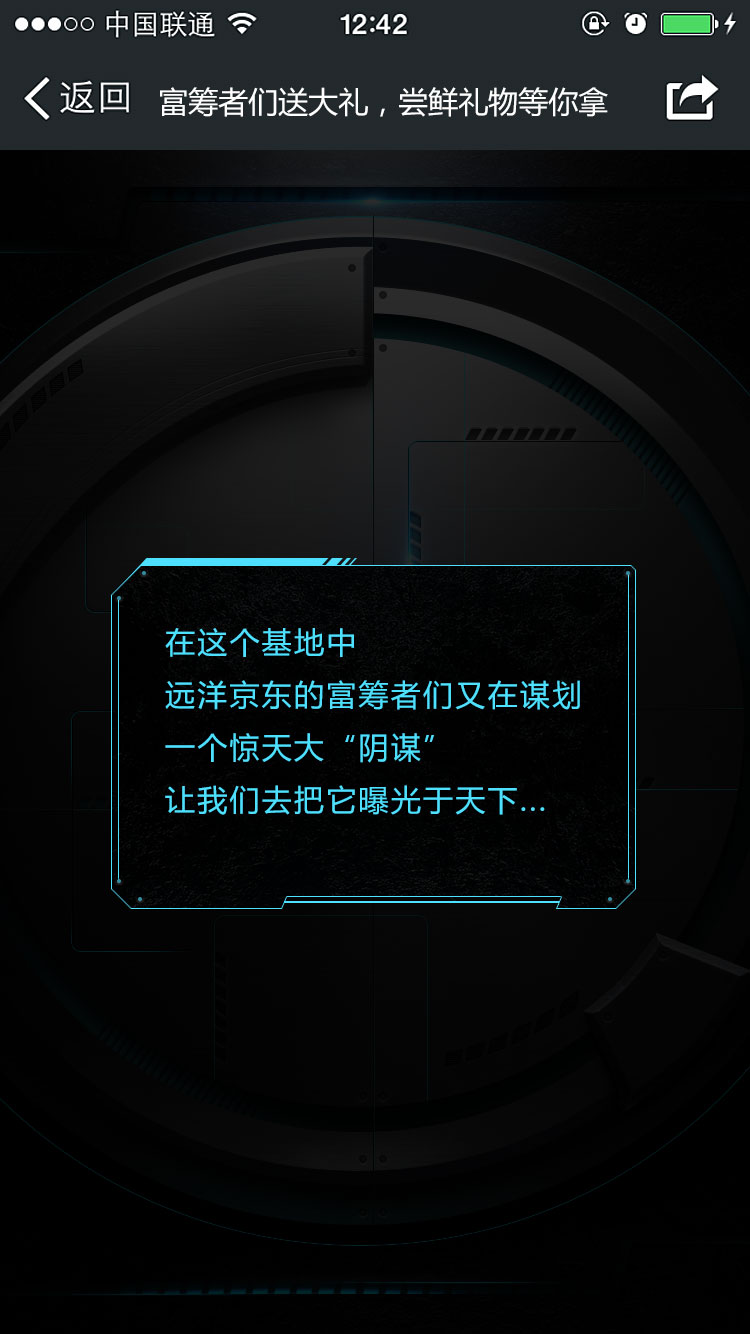 中国联通
12:42
返回
富筹者们送大礼，尝鲜礼物等你拿
在这个基地中
远洋京东的富筹者们又在谋划
一个惊天大“阴谋”
让我们去把它曝光于天下...